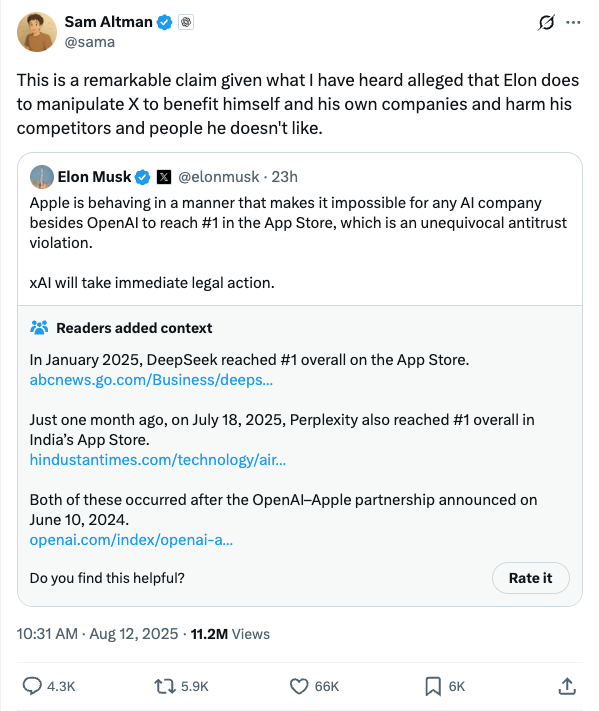 Sam Altman
@sama
This is a remarkable claim given what I have heard alleged that Elon does
to manipulate X to benefit himself and his own companies and harm his
competitors and people he doesn't like.
Elon Musk X @elonmusk · 23h
Apple is behaving in a manner that makes it impossible for any AI company
besides OpenAI to reach #1 in the App Store, which is an unequivocal antitrust
violation.
xAI will take immediate legal action.
Readers added context
In January 2025, DeepSeek reached #1 overall on the App Store.
abcnews.go.com/Business/deeps...
Just one month ago, on July 18, 2025, Perplexity also reached #1 overall in
India’s App Store.
hindustantimes.com/technology/air...
Both of these occurred after the OpenAI–Apple partnership announced on
June 10, 2024.
openai.com/index/openai-a...
Do you find this helpful?
Rate it
10:31 AM · Aug 12, 2025 · 11.2M Views
4.3K 5.9K 66K 6K